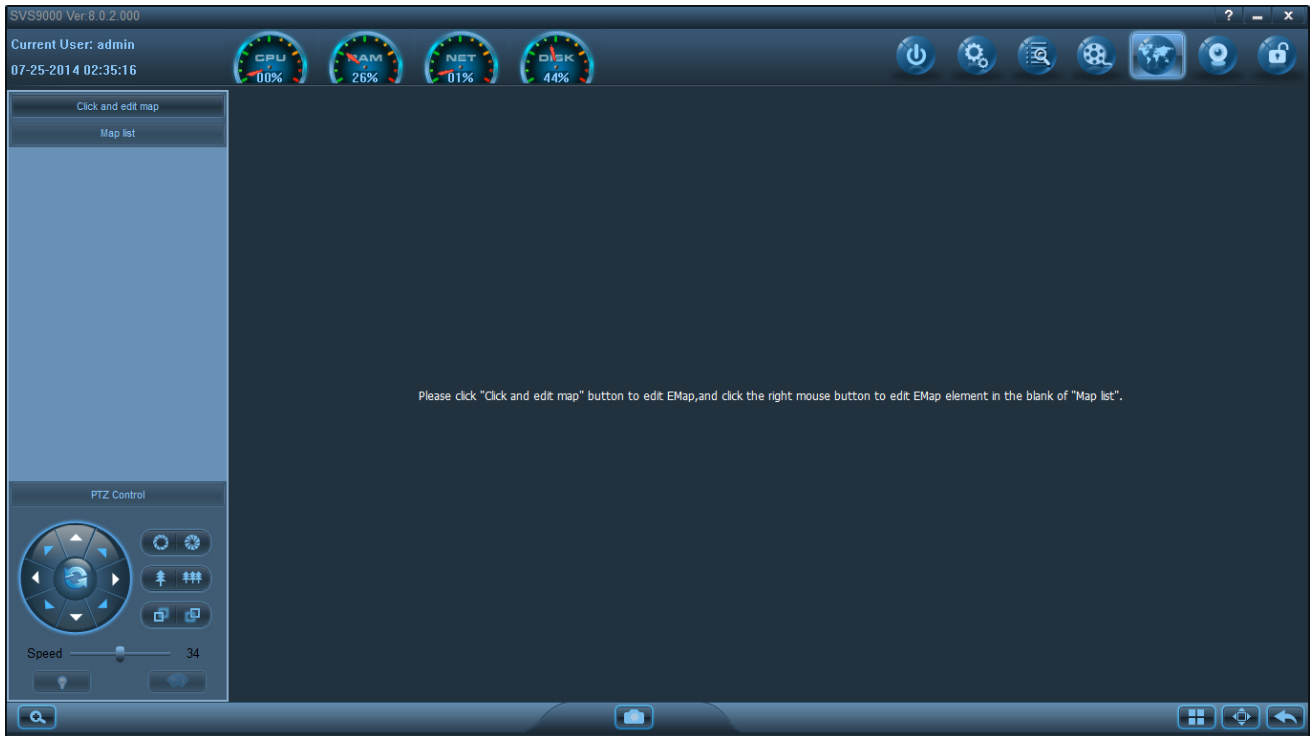 SVS9000 Ver:8.0.2.000
? – x
Current User: admin
07-25-2014 02:35:16
CPU
00%
RAM
26%
NET
01%
DISK
44%
Click and edit map
Map list
Please click "Click and edit map" button to edit EMap,and click the right mouse button to edit EMap element in the blank of "Map list".
PTZ Control
Speed 34